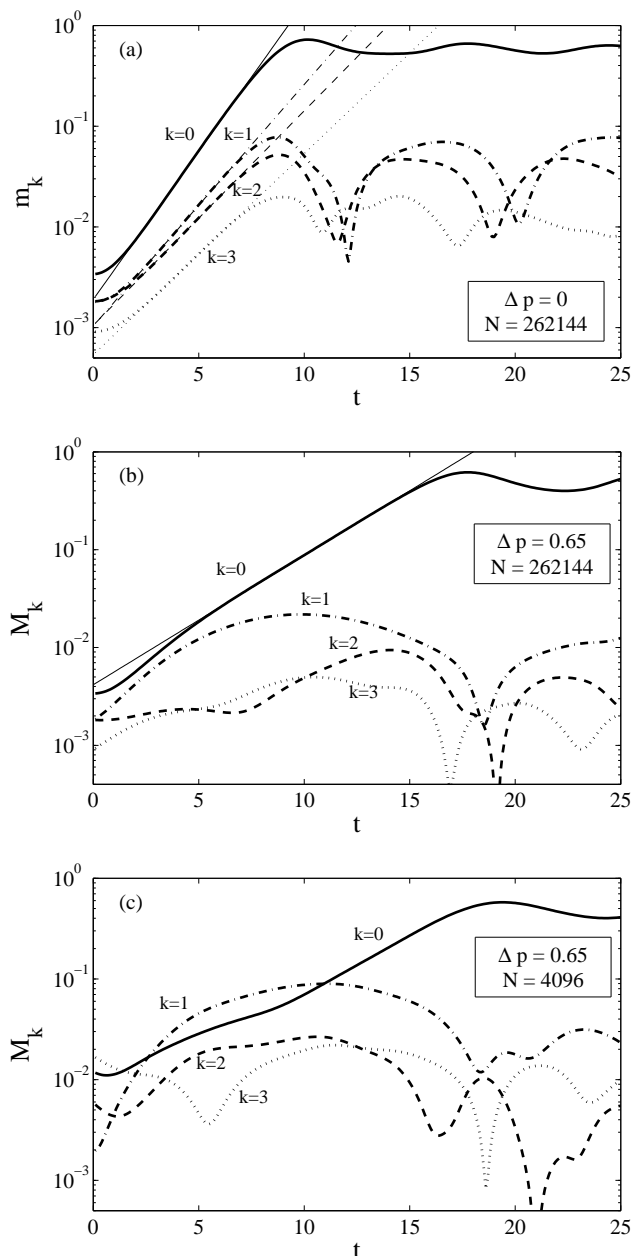 10^0
(a)
10^-1
k=0
k=1
m_k
k=2
10^-2
k=3
Δ p = 0
N = 262144
10^-3
0 5 10 15 20 25
t
10^0
(b)
Δ p = 0.65
N = 262144
10^-1
k=0
M_k
k=1
10^-2
k=2
k=3
10^-3
0 5 10 15 20 25
t
10^0
(c)
k=0
Δ p = 0.65
N = 4096
10^-1
k=1
M_k
10^-2
k=2
k=3
10^-3
0 5 10 15 20 25
t